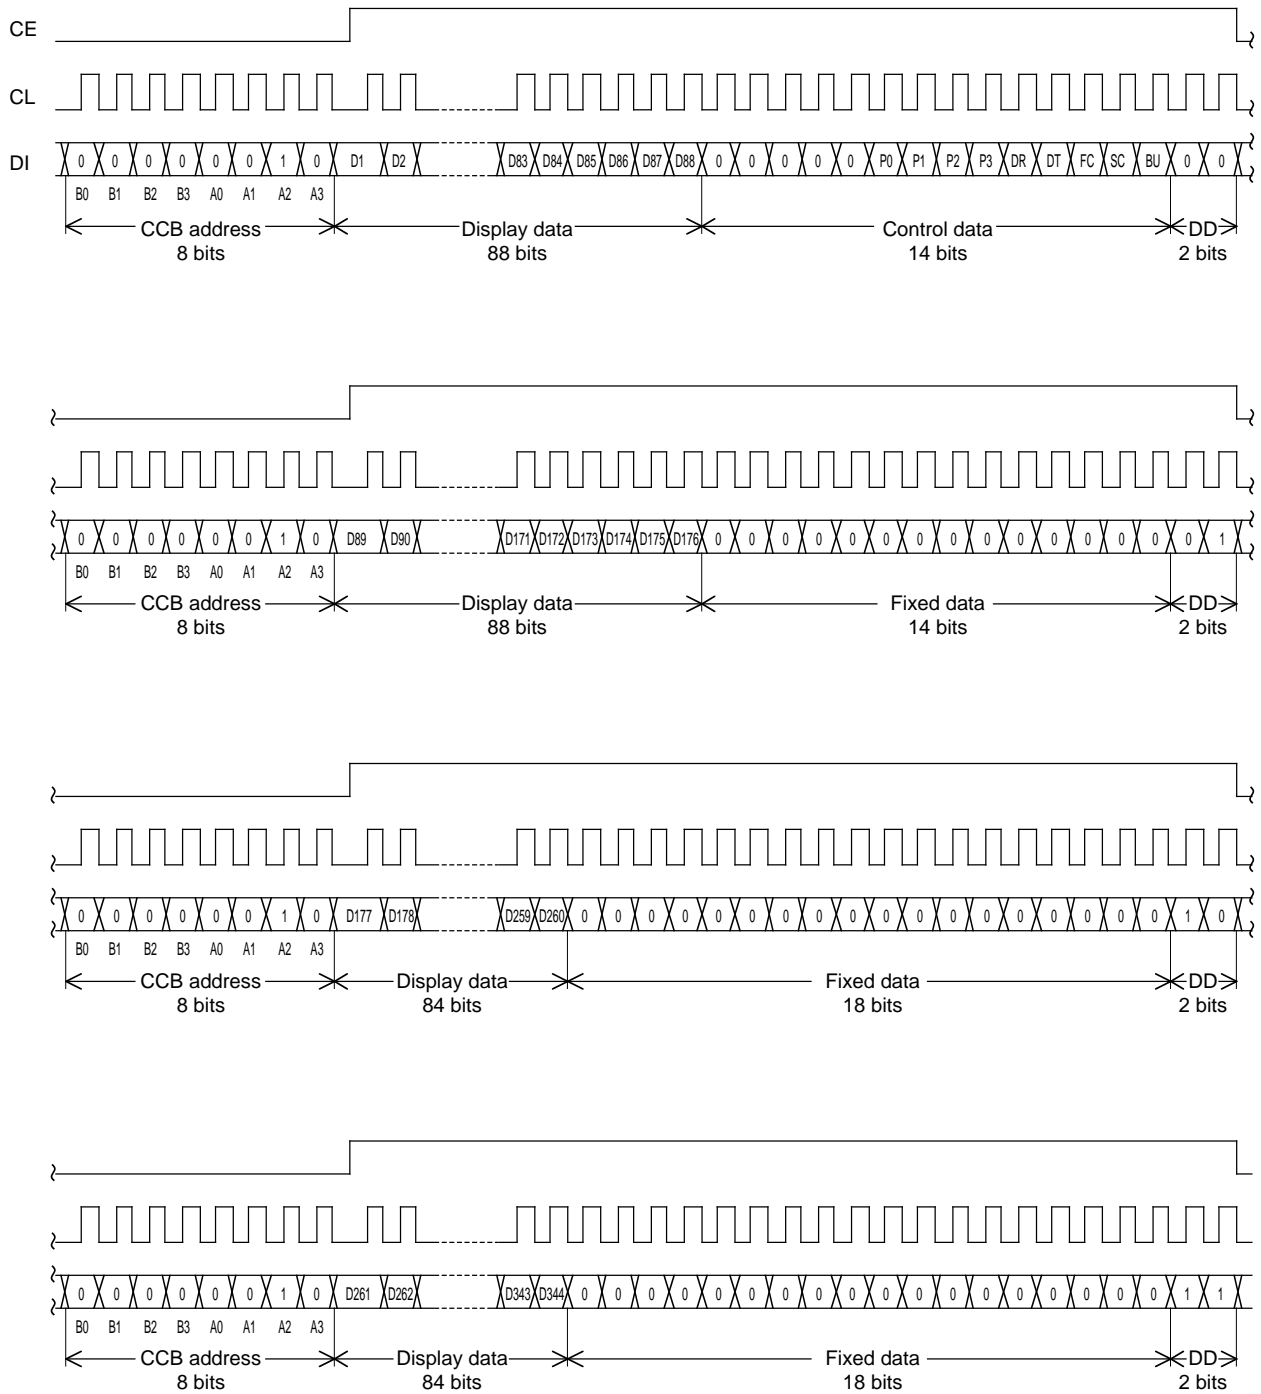 CE
CL
DI 0 0 0 0 0 0 1 0 D1 D2 D83 D84 D85 D86 D87 D88 0 0 0 0 0 P0 P1 P2 P3 DR DT FC SC BU 0 0
B0 B1 B2 B3 A0 A1 A2 A3
CCB address Display data Control data DD
8 bits 88 bits 14 bits 2 bits
0 0 0 0 0 0 1 0 D89 D90 D171 D172 D173 D174 D175 D176 0 0 0 0 0 0 0 0 0 0 0 0 0 0 0 1
B0 B1 B2 B3 A0 A1 A2 A3
CCB address Display data Fixed data DD
8 bits 88 bits 14 bits 2 bits
0 0 0 0 0 0 1 0 D177 D178 D259 D260 0 0 0 0 0 0 0 0 0 0 0 0 0 0 0 0 0 0 1 0
B0 B1 B2 B3 A0 A1 A2 A3
CCB address Display data Fixed data DD
8 bits 84 bits 18 bits 2 bits
0 0 0 0 0 0 1 0 D261 D262 D343 D344 0 0 0 0 0 0 0 0 0 0 0 0 0 0 0 0 0 0 1 1
B0 B1 B2 B3 A0 A1 A2 A3
CCB address Display data Fixed data DD
8 bits 84 bits 18 bits 2 bits